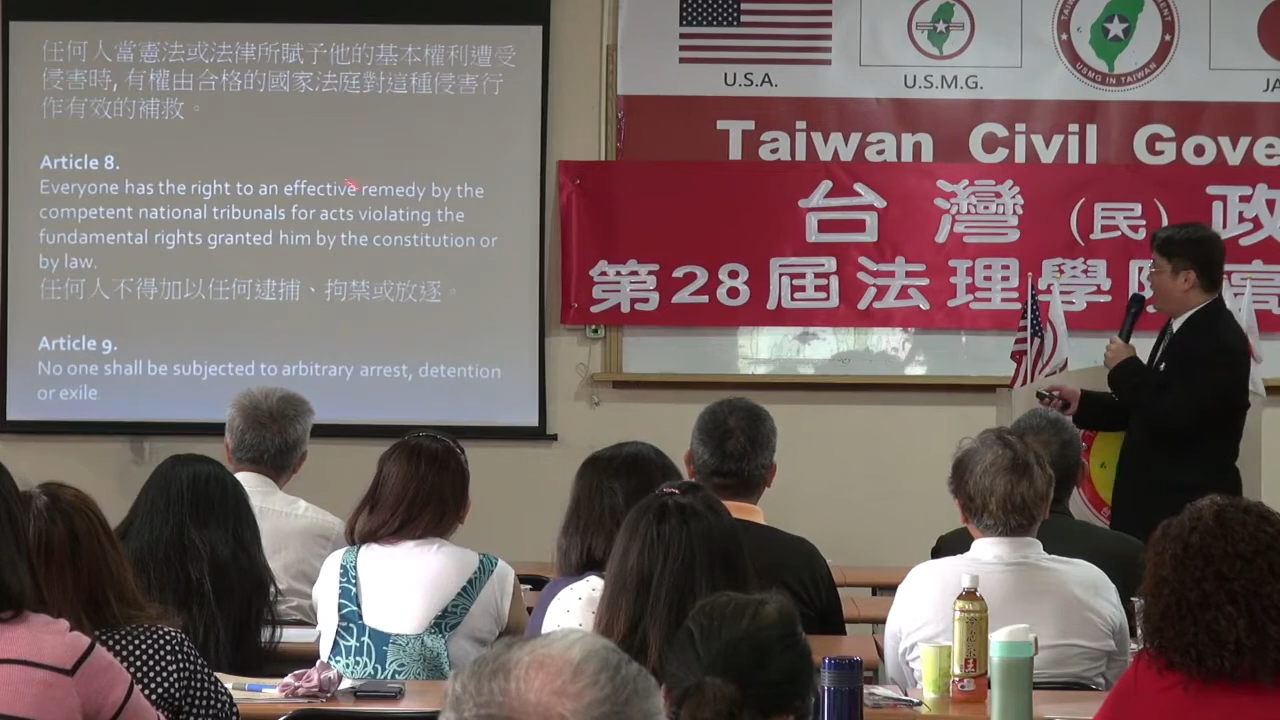 任何人當憲法或法律所賦予他的基本權利遭受
侵害時, 有權由合格的國家法庭對這種侵害行
作有效的補救。
Article 8.
Everyone has the right to an effective remedy by the
competent national tribunals for acts violating the
fundamental rights granted him by the constitution or
by law.
任何人不得加以任何逮捕、拘禁或放逐。
Article 9.
No one shall be subjected to arbitrary arrest, detention
or exile.
U.S.A.
U.S.M.G.
USMG IN TAIWAN
JA
Taiwan Civil Gove
台灣（民）政
第28屆法理學院高